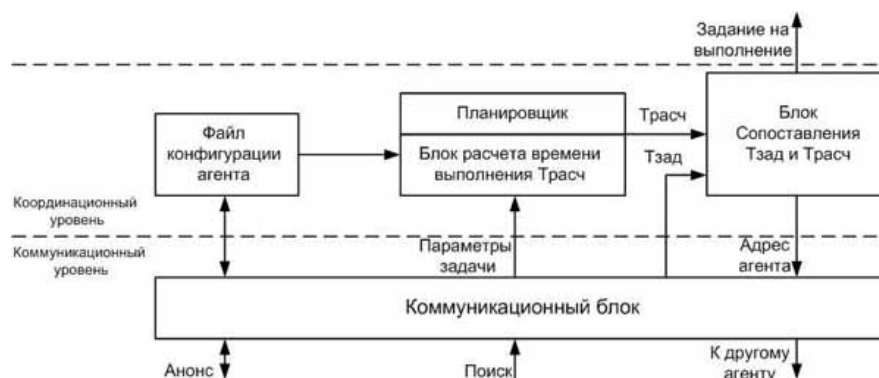 Задание на
выполнение
Планировщик
Файл
конфигурации
агента
Блок расчета времени
выполнения Трасч
Трасч
Тзад
Блок
Сопоставления
Тзад и Трасч
Координационный
уровень
Коммуникационный
уровень
Параметры
задачи
Адрес
агента
Коммуникационный блок
Анонс
Поиск
К другому
агенту